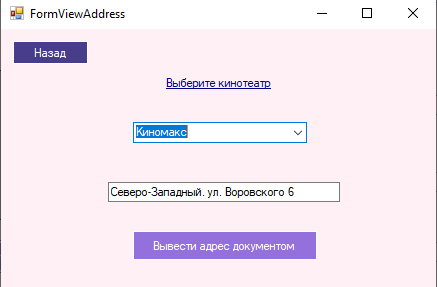 FormViewAddress
Назад
Выберите кинотеатр
Киномакс
Северо-Западный. ул. Воровского 6
Вывести адрес документом